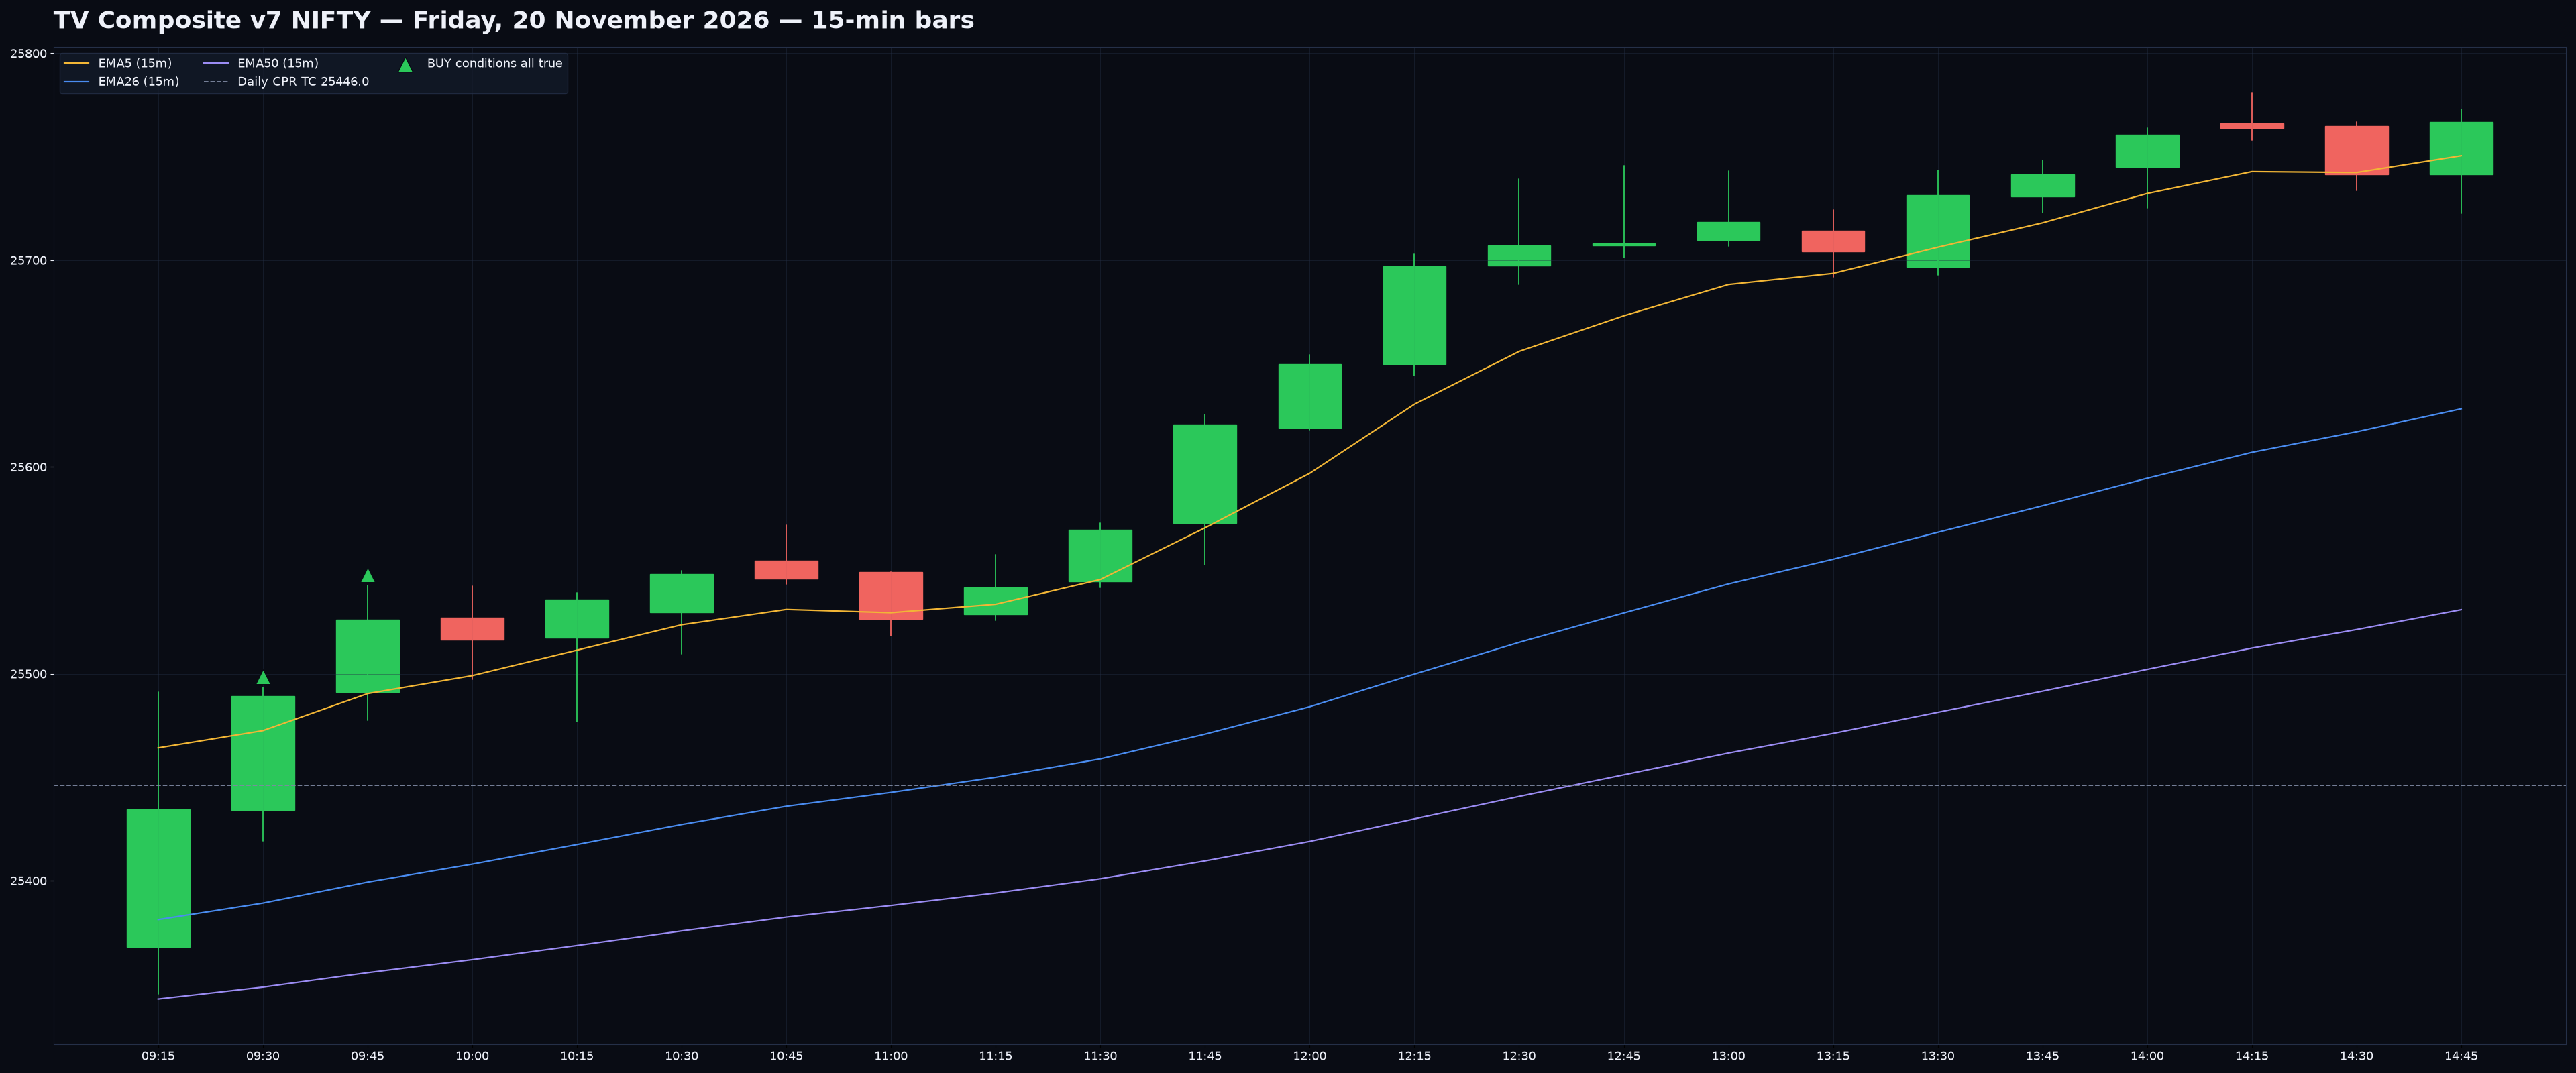 TV Composite v7 NIFTY — Friday, 20 November 2026 — 15-min bars
EMA5 (15m) EMA50 (15m) BUY conditions all true
EMA26 (15m) Daily CPR TC 25446.0
25800
25700
25600
25500
25400
09:15 09:30 09:45 10:00 10:15 10:30 10:45 11:00 11:15 11:30 11:45 12:00 12:15 12:30 12:45 13:00 13:15 13:30 13:45 14:00 14:15 14:30 14:45